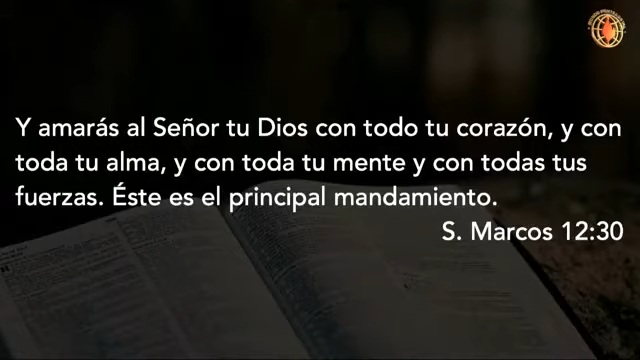 Y amarás al Señor tu Dios con todo tu corazón, y con
toda tu alma, y con toda tu mente y con todas tus
fuerzas. Éste es el principal mandamiento.
S. Marcos 12:30